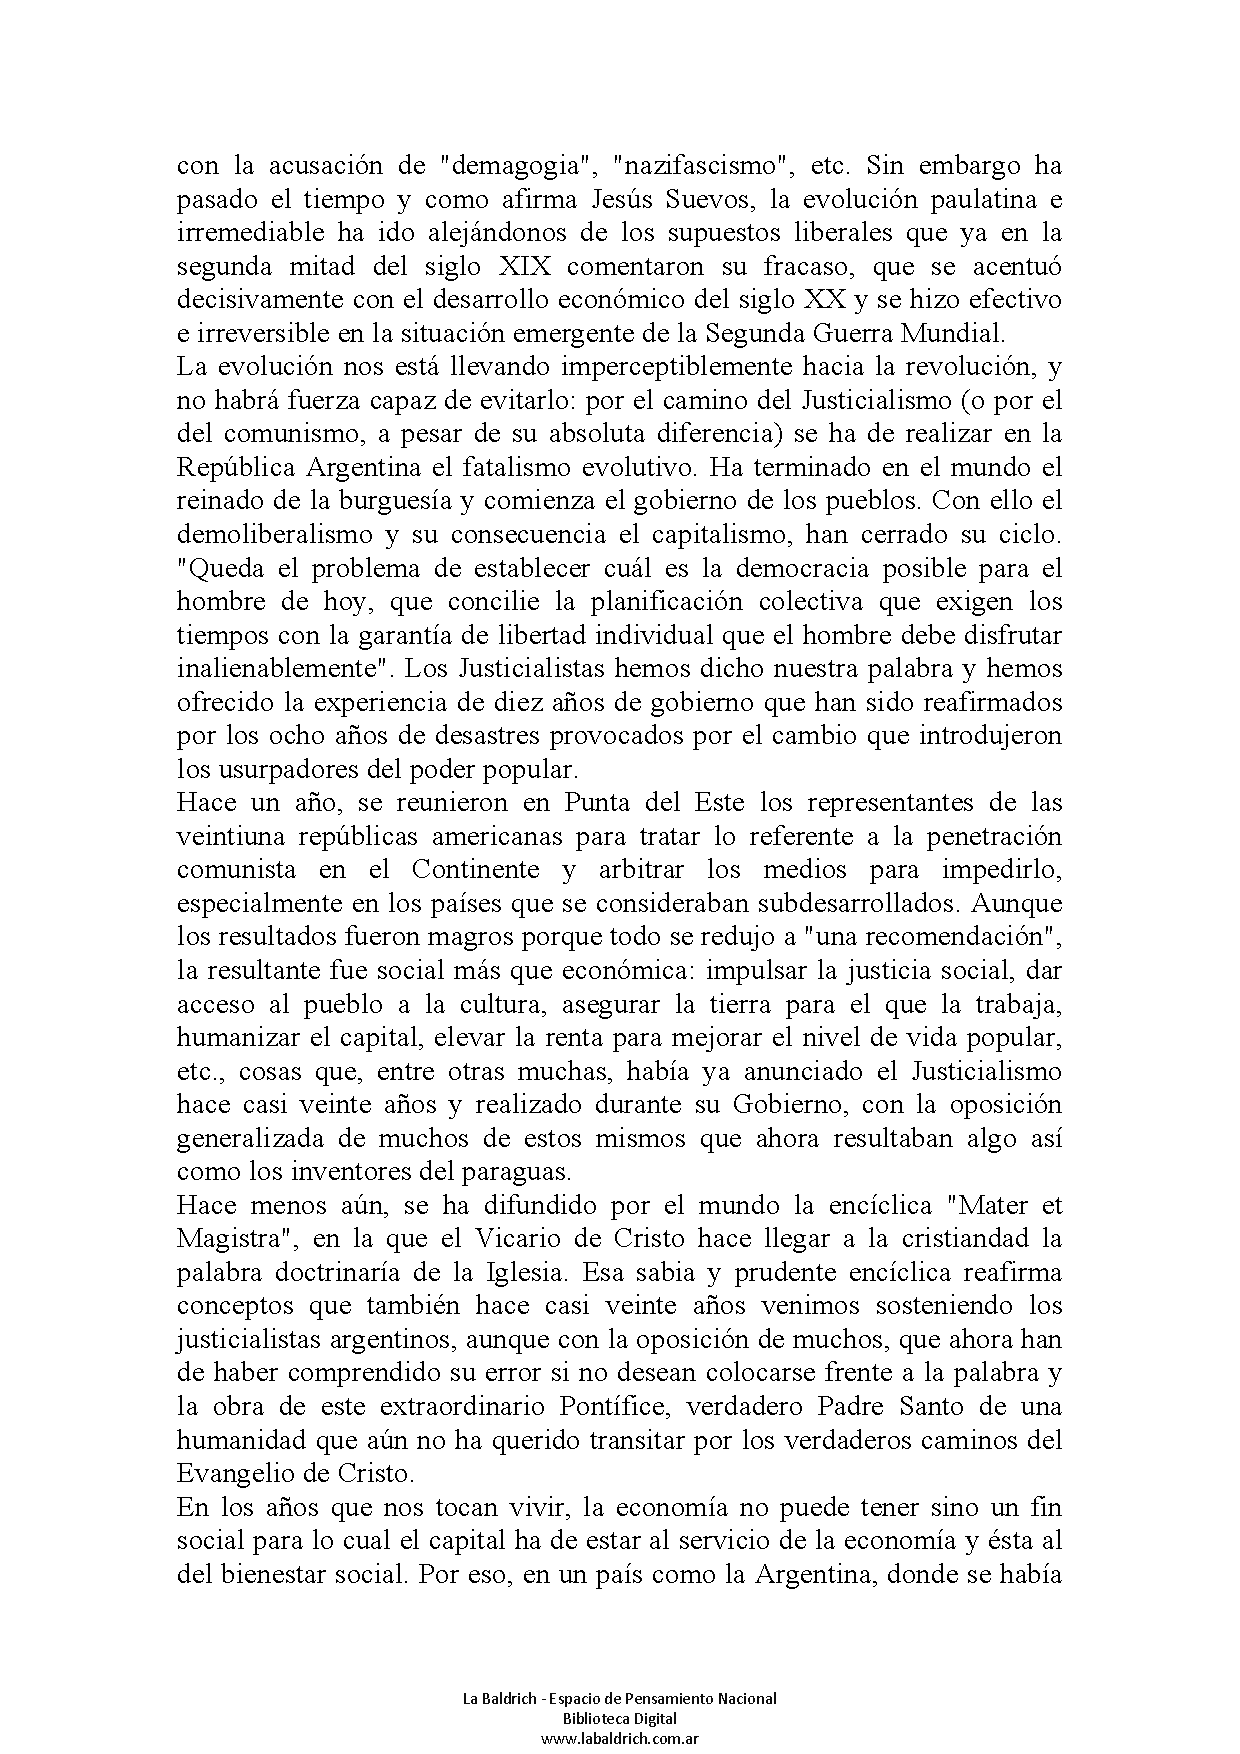 con la acusación de "demagogia", "nazifascismo", etc. Sin embargo ha
pasado el tiempo y como afirma Jesús Suevos, la evolución paulatina e
irremediable ha ido alejándonos de los supuestos liberales que ya en la
segunda mitad del siglo XIX comentaron su fracaso, que se acentuó
decisivamente con el desarrollo económico del siglo XX y se hizo efectivo
e irreversible en la situación emergente de la Segunda Guerra Mundial.
La evolución nos está llevando imperceptiblemente hacia la revolución, y
no habrá fuerza capaz de evitarlo: por el camino del Justicialismo (o por el
del comunismo, a pesar de su absoluta diferencia) se ha de realizar en la
República Argentina el fatalismo evolutivo. Ha terminado en el mundo el
reinado de la burguesía y comienza el gobierno de los pueblos. Con ello el
demoliberalismo y su consecuencia el capitalismo, han cerrado su ciclo.
"Queda el problema de establecer cuál es la democracia posible para el
hombre de hoy, que concilie la planificación colectiva que exigen los
tiempos con la garantía de libertad individual que el hombre debe disfrutar
inalienablemente". Los Justicialistas hemos dicho nuestra palabra y hemos
ofrecido la experiencia de diez años de gobierno que han sido reafirmados
por los ocho años de desastres provocados por el cambio que introdujeron
los usurpadores del poder popular.
Hace un año, se reunieron en Punta del Este los representantes de las
veintiuna repúblicas americanas para tratar lo referente a la penetración
comunista en el Continente y arbitrar los medios para impedirlo,
especialmente en los países que se consideraban subdesarrollados. Aunque
los resultados fueron magros porque todo se redujo a "una recomendación",
la resultante fue social más que económica: impulsar la justicia social, dar
acceso al pueblo a la cultura, asegurar la tierra para el que la trabaja,
humanizar el capital, elevar la renta para mejorar el nivel de vida popular,
etc., cosas que, entre otras muchas, había ya anunciado el Justicialismo
hace casi veinte años y realizado durante su Gobierno, con la oposición
generalizada de muchos de estos mismos que ahora resultaban algo así
como los inventores del paraguas.
Hace menos aún, se ha difundido por el mundo la encíclica "Mater et
Magistra", en la que el Vicario de Cristo hace llegar a la cristiandad la
palabra doctrinaría de la Iglesia. Esa sabia y prudente encíclica reafirma
conceptos que también hace casi veinte años venimos sosteniendo los
justicialistas argentinos, aunque con la oposición de muchos, que ahora han
de haber comprendido su error si no desean colocarse frente a la palabra y
la obra de este extraordinario Pontífice, verdadero Padre Santo de una
humanidad que aún no ha querido transitar por los verdaderos caminos del
Evangelio de Cristo.
En los años que nos tocan vivir, la economía no puede tener sino un fin
social para lo cual el capital ha de estar al servicio de la economía y ésta al
del bienestar social. Por eso, en un país como la Argentina, donde se había
La Baldrich - Espacio de Pensamiento Nacional
Biblioteca Digital
www.labaldrich.com.ar